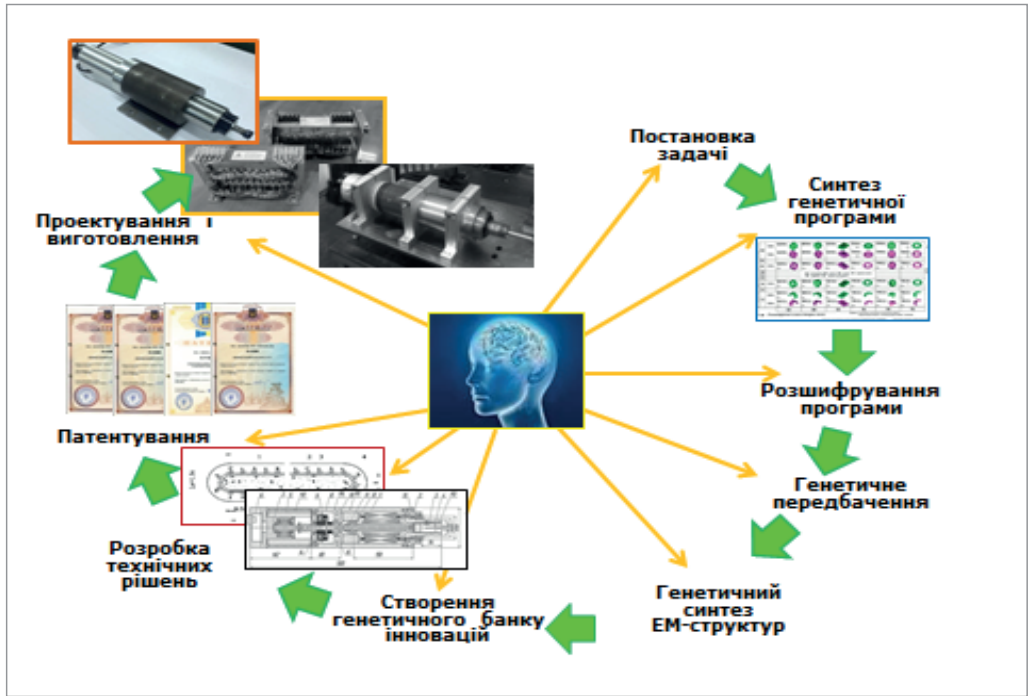 Постановка
задачі
Синтез
генетичної
програми
Розшифрування
програми
Генетичне
передбачення
Генетичний
синтез
ЕМ-структур
Створення
генетичного банку
інновацій
Розробка
технічних
рішень
Патентування
Проектування і
виготовлення